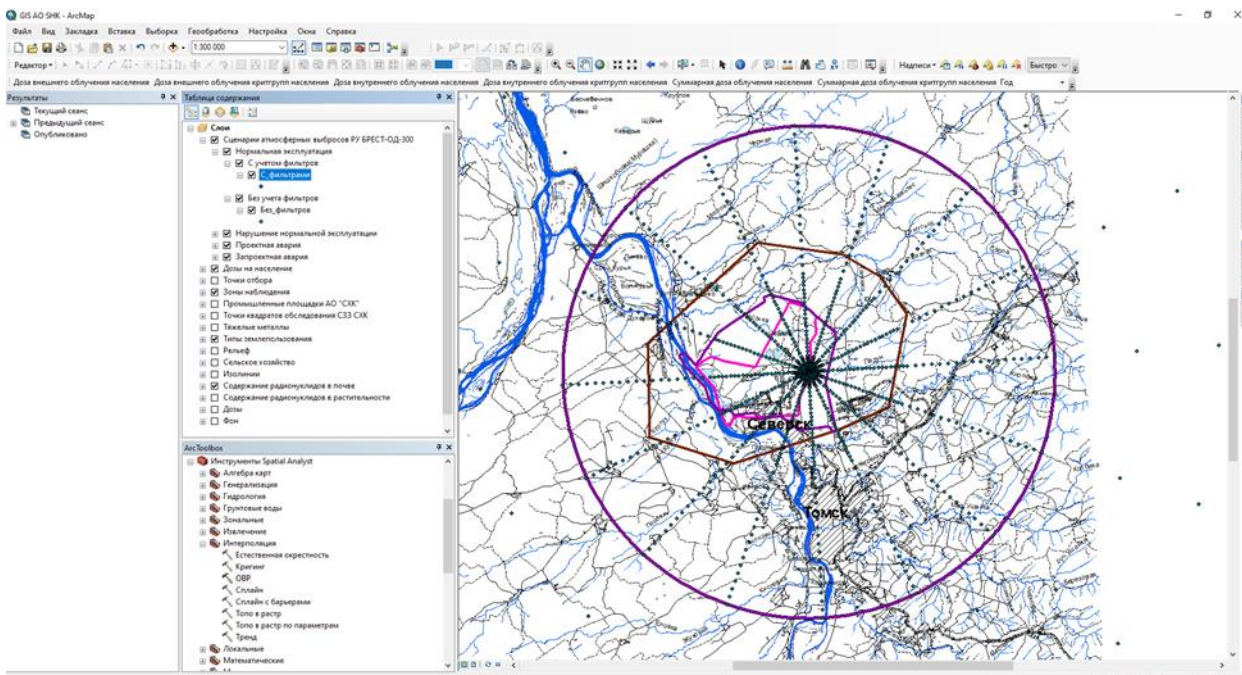 GIS AO SHK - ArcMap
Файл Вид Закладка Вставка Выборка Геообработка Настройка Окна Справка
1:300 000
Редактор
Надписи
Быстро
Доза внешнего облучения населения Доза внешнего облучения критгрупп населения Доза внутреннего облучения населения Доза внутреннего облучения критгрупп населения Суммарная доза облучения населения Суммарная доза облучения критгрупп населения Год
Результаты
Текущий сеанс
Предыдущий сеанс
Опубликовано
Таблица содержания
Слои
Сценарии атмосферных выбросов РУ БРЕСТ-ОД-300
Нормальная эксплуатация
С учетом фильтров
С_фильтрами
Без учета фильтров
Без_фильтров
Нарушение нормальной эксплуатации
Проектная авария
Запроектная авария
Дозы на население
Точки отбора
Зоны наблюдения
Промышленные площадки АО "СХК"
Точки квадратов обследования СЗЗ СХК
Тяжелые металлы
Типы землепользования
Рельеф
Сельское хозяйство
Изолинии
Содержание радионуклидов в почве
Содержание радионуклидов в растительности
Дозы
Фон
ArcToolbox
Инструменты Spatial Analyst
Алгебра карт
Генерализация
Гидрология
Грунтовые воды
Зональные
Извлечение
Интерполяция
Естественная окрестность
Кригинг
ОВР
Сплайн
Сплайн с барьерами
Топо в растр
Топо в растр по параметрам
Тренд
Локальные
Математические
Черная
Северск
Томск